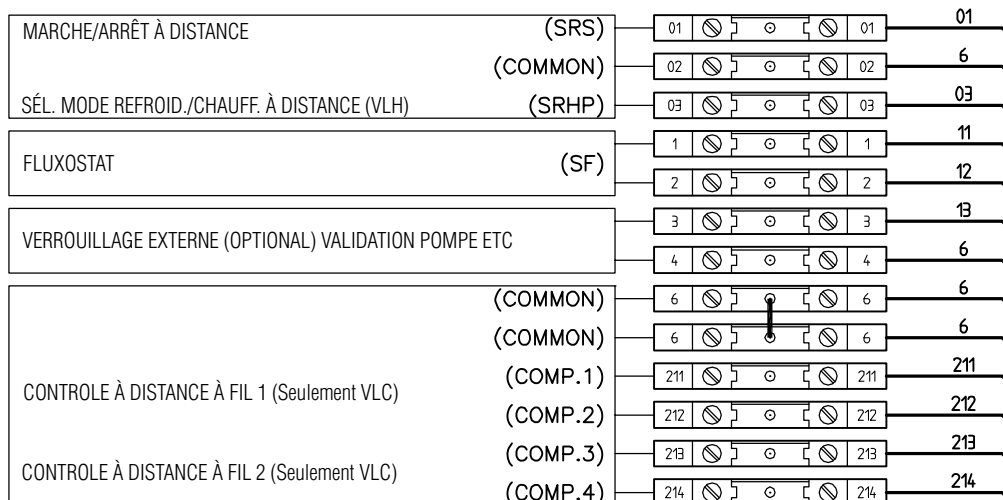 MARCHE/ARRÊT À DISTANCE (SRS) 01 01 01
(COMMON) 02 02 6
SÉL. MODE REFROID./CHAUFF. À DISTANCE (VLH) (SRHP) 03 03 03
1 1 11
FLUXOSTAT (SF)
2 2 12
3 3 13
VERROUILLAGE EXTERNE (OPTIONAL) VALIDATION POMPE ETC
4 4 6
(COMMON) 6 6 6
(COMMON) 6 6 6
(COMP.1) 211 211 211
CONTROLE À DISTANCE À FIL 1 (Seulement VLC)
(COMP.2) 212 212 212
(COMP.3) 213 213 213
CONTROLE À DISTANCE À FIL 2 (Seulement VLC)
(COMP.4) 214 214 214